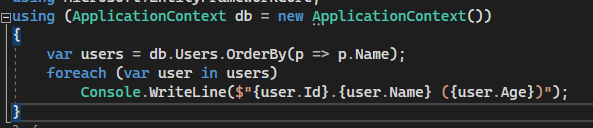 using (ApplicationContext db = new ApplicationContext())
{
    var users = db.Users.OrderBy(p => p.Name);
    foreach (var user in users)
        Console.WriteLine($"{user.Id}.{user.Name} ({user.Age})");
}